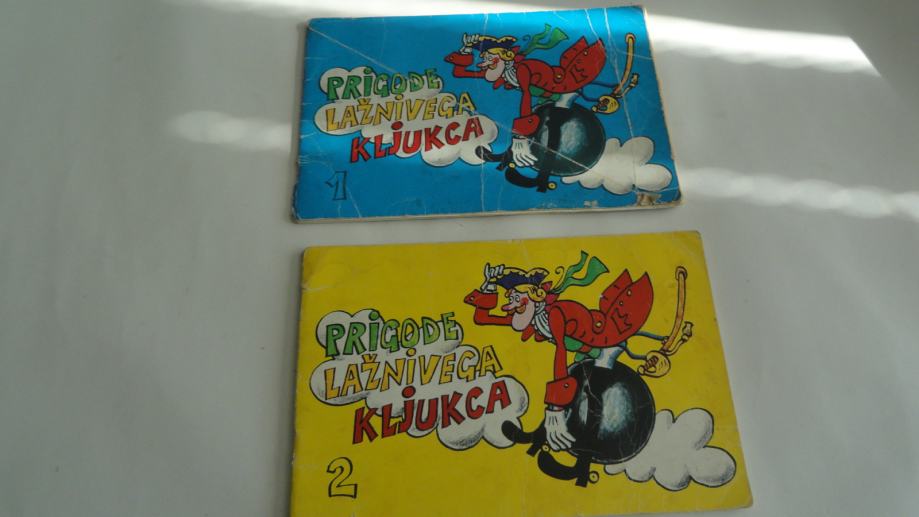 PRiGODE
LAŽNiVEGA
KLjUKCA
1
PRiGODE
LAŽNiVEGA
KLjUKCA
2